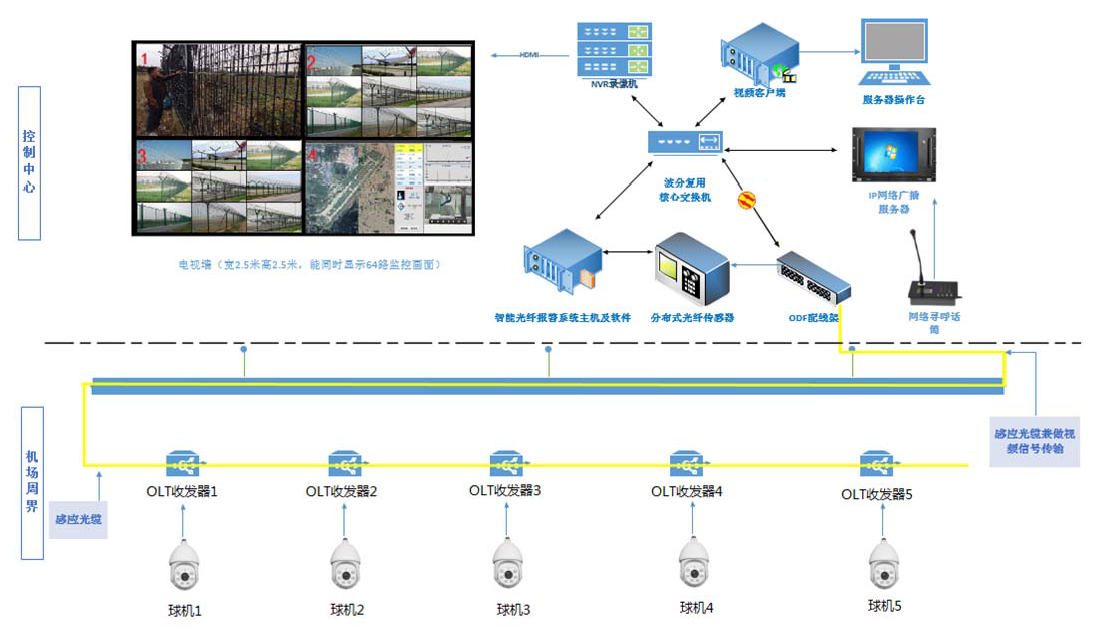 控制中心
1
2
3
4
HDMI
NVR录像机
视频客户端
服务器操作台
波分复用
核心交换机
IP网络广播
服务器
电视墙（宽2.5米高2.5米，能同时显示64路监控画面）
智能光纤报警系统主机及软件
分布式光纤传感器
ODF配线架
网络寻呼话
筒
机场周界
感应光缆兼做视
频信号传输
OLT收发器1
OLT收发器2
OLT收发器3
OLT收发器4
OLT收发器5
感应光缆
球机1
球机2
球机3
球机4
球机5